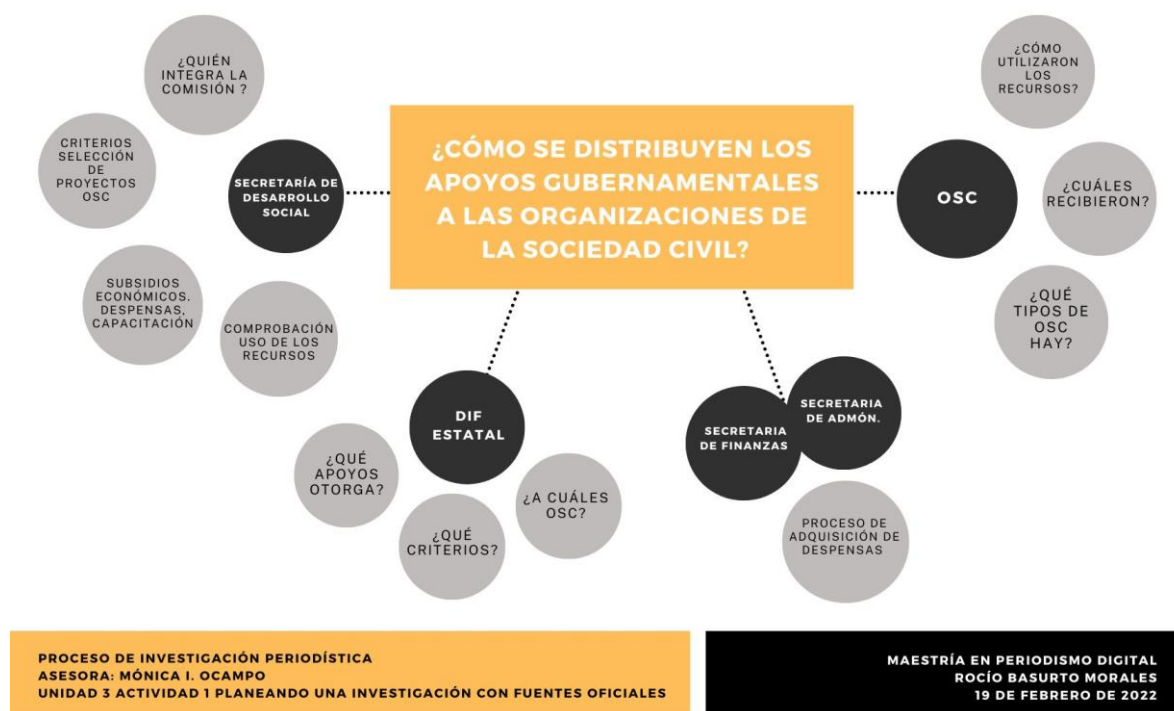 ¿QUIÉN
INTEGRA LA
COMISIÓN ?
CRITERIOS
SELECCIÓN
DE
PROYECTOS
OSC
SECRETARÍA DE
DESARROLLO
SOCIAL
SUBSIDIOS
ECONÓMICOS.
DESPENSAS,
CAPACITACIÓN
COMPROBACIÓN
USO DE LOS
RECURSOS
¿CÓMO SE DISTRIBUYEN LOS
APOYOS GUBERNAMENTALES
A LAS ORGANIZACIONES DE
LA SOCIEDAD CIVIL?
¿CÓMO
UTILIZARON
LOS
RECURSOS?
OSC
¿CUÁLES
RECIBIERON?
¿QUÉ
TIPOS DE
OSC
HAY?
DIF
ESTATAL
¿QUÉ
APOYOS
OTORGA?
¿QUÉ
CRITERIOS?
¿A CUÁLES
OSC?
SECRETARIA
DE FINANZAS
SECRETARIA
DE ADMÓN.
PROCESO DE
ADQUISICIÓN DE
DESPENSAS
PROCESO DE INVESTIGACIÓN PERIODÍSTICA
ASESORA: MÓNICA I. OCAMPO
UNIDAD 3 ACTIVIDAD 1 PLANEANDO UNA INVESTIGACIÓN CON FUENTES OFICIALES
MAESTRÍA EN PERIODISMO DIGITAL
ROCÍO BASURTO MORALES
19 DE FEBRERO DE 2022